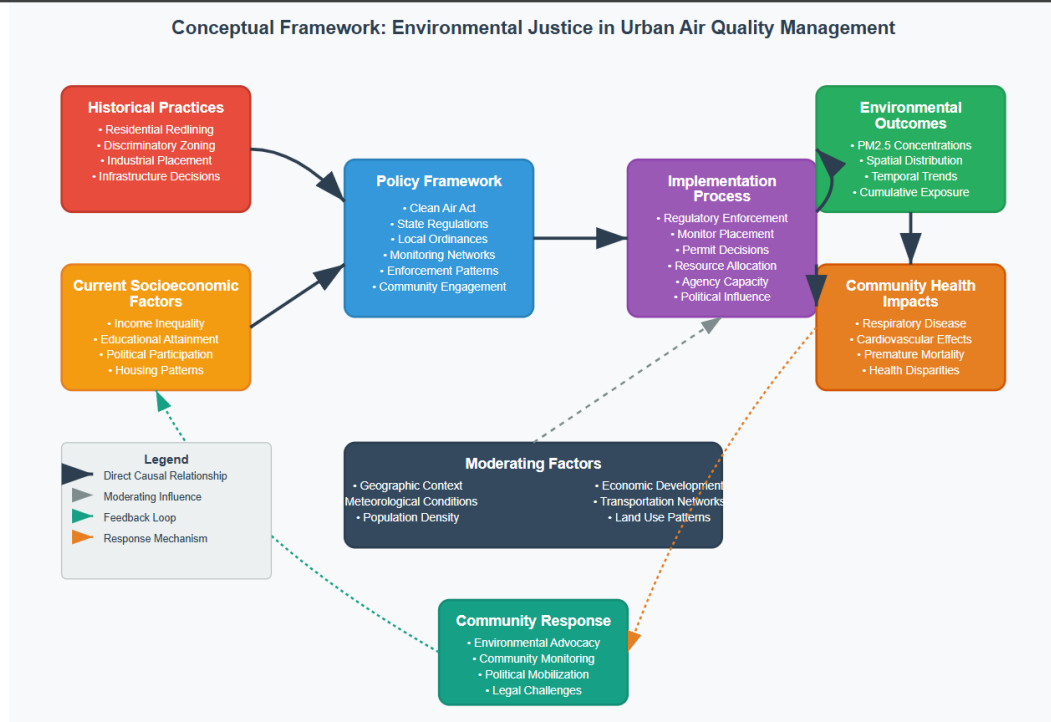 Conceptual Framework: Environmental Justice in Urban Air Quality Management
Historical Practices
• Residential Redlining
• Discriminatory Zoning
• Industrial Placement
• Infrastructure Decisions
Current Socioeconomic
Factors
• Income Inequality
• Educational Attainment
• Political Participation
• Housing Patterns
Policy Framework
• Clean Air Act
• State Regulations
• Local Ordinances
• Monitoring Networks
• Enforcement Patterns
• Community Engagement
Implementation
Process
• Regulatory Enforcement
• Monitor Placement
• Permit Decisions
• Resource Allocation
• Agency Capacity
• Political Influence
Environmental
Outcomes
• PM2.5 Concentrations
• Spatial Distribution
• Temporal Trends
• Cumulative Exposure
Community Health
Impacts
• Respiratory Disease
• Cardiovascular Effects
• Premature Mortality
• Health Disparities
Legend
Direct Causal Relationship
Moderating Influence
Feedback Loop
Response Mechanism
Moderating Factors
• Geographic Context
Meteorological Conditions
• Population Density
• Economic Development
• Transportation Networks
• Land Use Patterns
Community Response
• Environmental Advocacy
• Community Monitoring
• Political Mobilization
• Legal Challenges